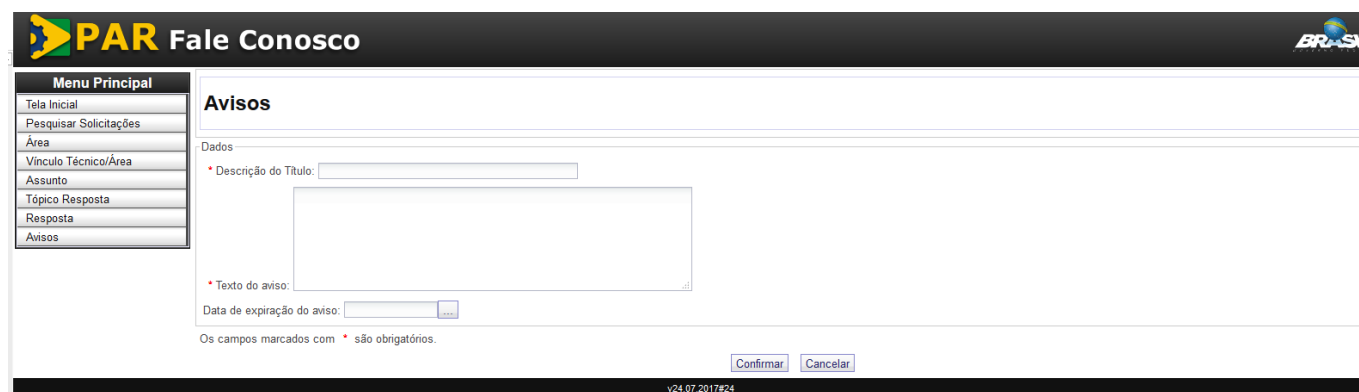 PAR Fale Conosco
BRASIL
Menu Principal
Tela Inicial
Pesquisar Solicitações
Área
Vínculo Técnico/Área
Assunto
Tópico Resposta
Resposta
Avisos
Avisos
Dados
* Descrição do Título:
* Texto do aviso:
Data de expiração do aviso: ...
Os campos marcados com * são obrigatórios.
Confirmar Cancelar
v24.07.2017#24